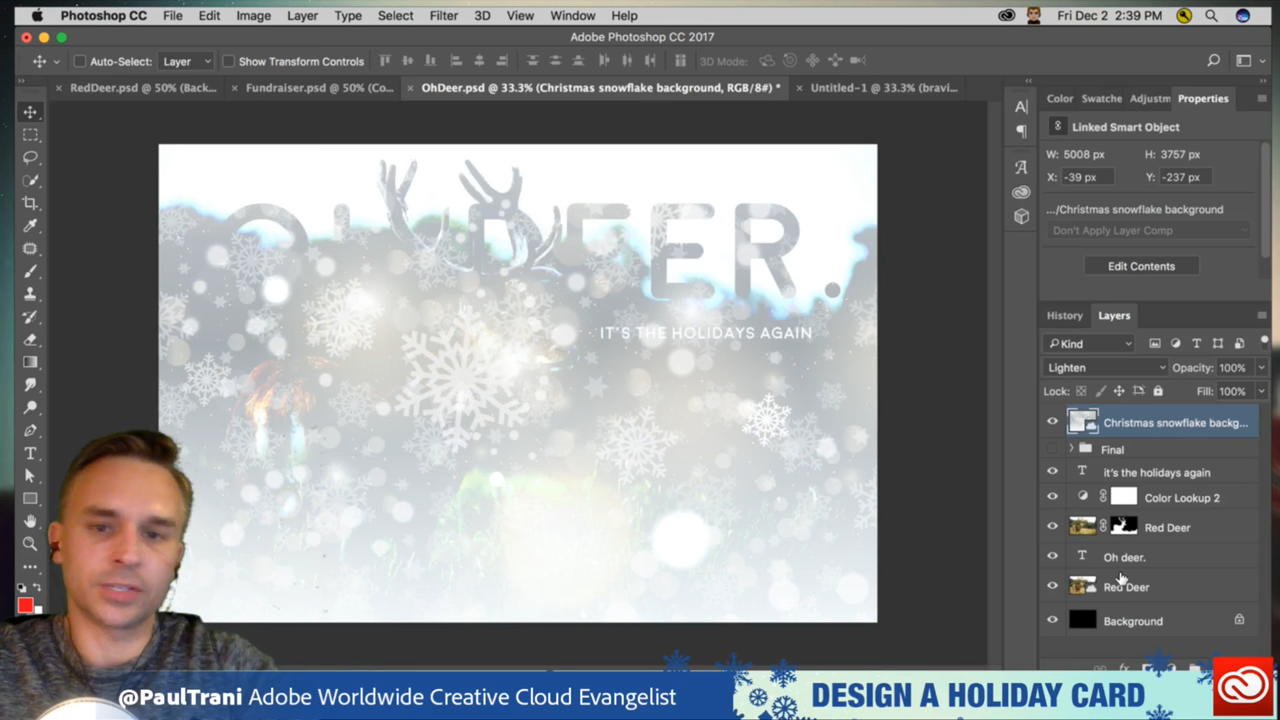 Photoshop CC File Edit Image Layer Type Select Filter 3D View Window Help Fri Dec 2 2:39 PM
Adobe Photoshop CC 2017
Auto-Select: Layer Show Transform Controls 3D Mode:
× RedDeer.psd @ 50% (Back... × Fundraiser.psd @ 50% (Co... × OhDeer.psd @ 33.3% (Christmas snowflake background, RGB/8#) * × Untitled-1 @ 33.3% (bravi...
Color Swatche Adjustm Properties
Linked Smart Object
W: 5008 px H: 3757 px
X: -39 px Y: -237 px
.../Christmas snowflake background
Don't Apply Layer Comp
Edit Contents
OH DEER.
IT'S THE HOLIDAYS AGAIN
History Layers
Kind
Lighten Opacity: 100%
Lock: Fill: 100%
Christmas snowflake backg...
Final
it's the holidays again
Color Lookup 2
Red Deer
Oh deer.
Red Deer
Background
@PaulTrani Adobe Worldwide Creative Cloud Evangelist
DESIGN A HOLIDAY CARD